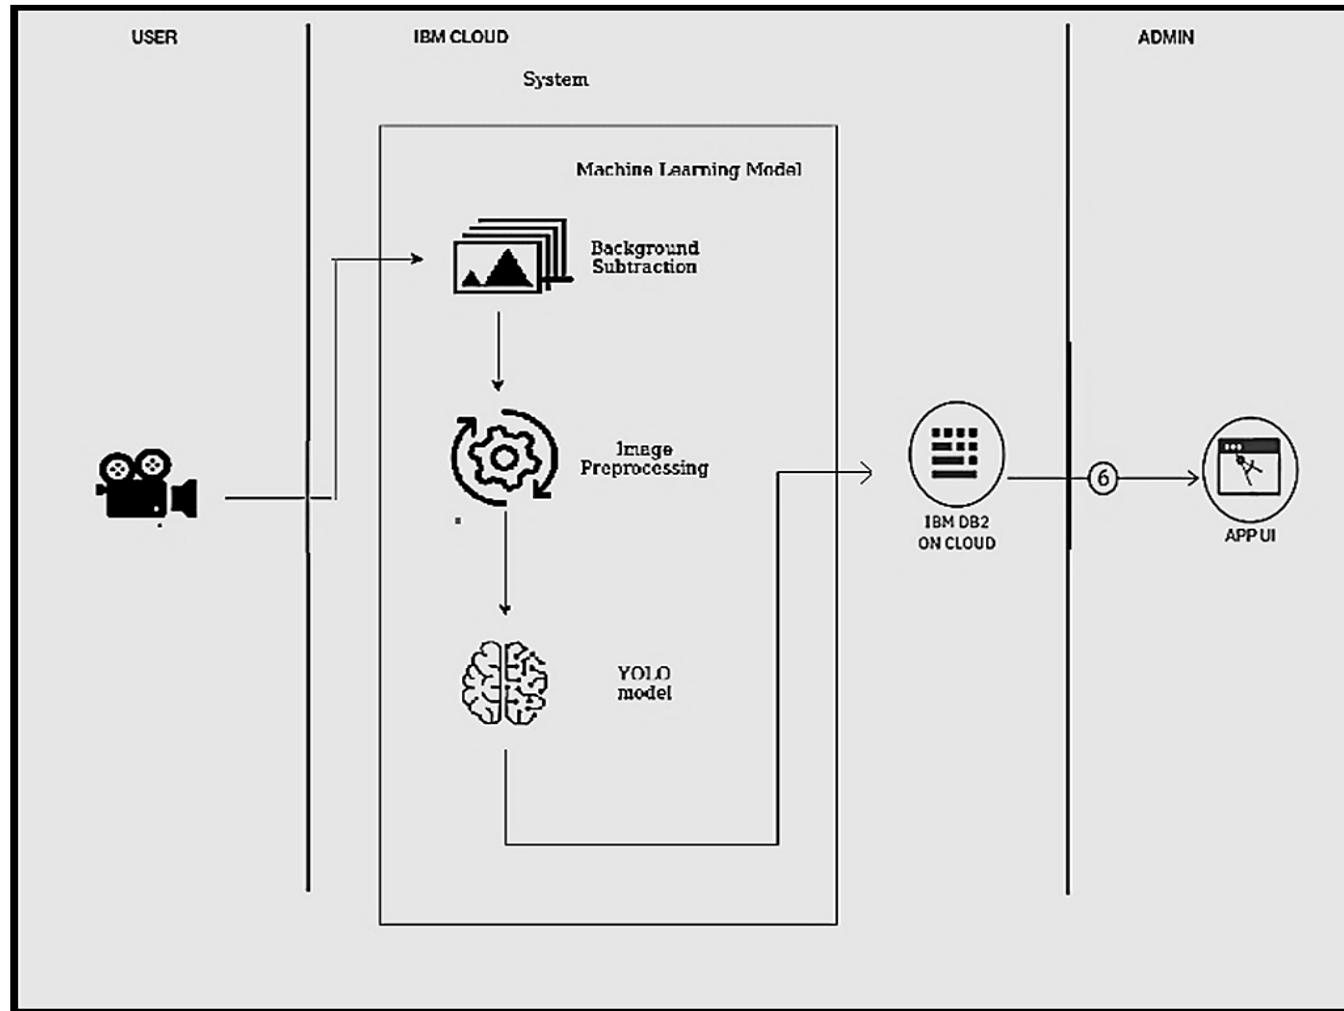 USER
IBM CLOUD
ADMIN
System
Machine Learning Model
Background
Subtraction
Image
Preprocessing
YOLO
model
IBM DB2
ON CLOUD
6
APP UI